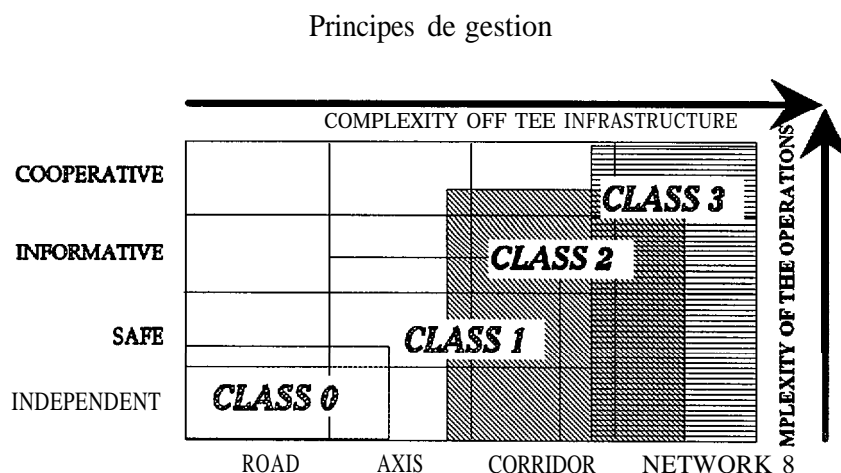 Principes de gestion
COMPLEXITY OFF TEE INFRASTRUCTURE
COOPERATIVE
CLASS 3
INFORMATIVE
CLASS 2
SAFE
CLASS 1
INDEPENDENT
CLASS 0
MPLEXITY OF THE OPERATIONS
ROAD AXIS CORRIDOR NETWORK 8